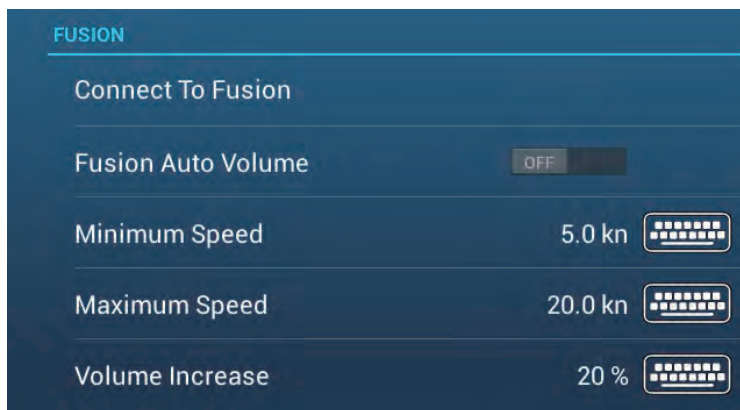 FUSION
Connect To Fusion
Fusion Auto Volume OFF
Minimum Speed 5.0 kn
Maximum Speed 20.0 kn
Volume Increase 20 %